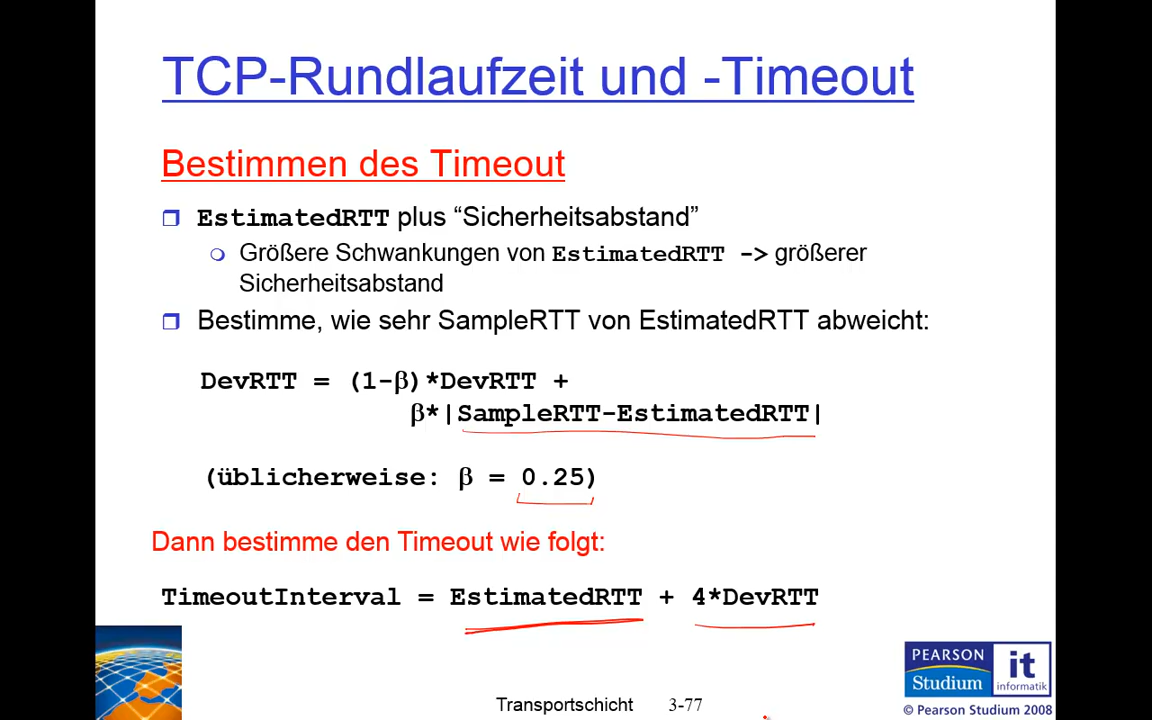 TCP-Rundlaufzeit und -Timeout
Bestimmen des Timeout
EstimatedRTT plus “Sicherheitsabstand”
Größere Schwankungen von EstimatedRTT -> größerer
Sicherheitsabstand
Bestimme, wie sehr SampleRTT von EstimatedRTT abweicht:
DevRTT = (1-β)*DevRTT +
β*|SampleRTT-EstimatedRTT|
(üblicherweise: β = 0.25)
Dann bestimme den Timeout wie folgt:
TimeoutInterval = EstimatedRTT + 4*DevRTT
PEARSON
Studium
it
informatik
Transportschicht 3-77
© Pearson Studium 2008